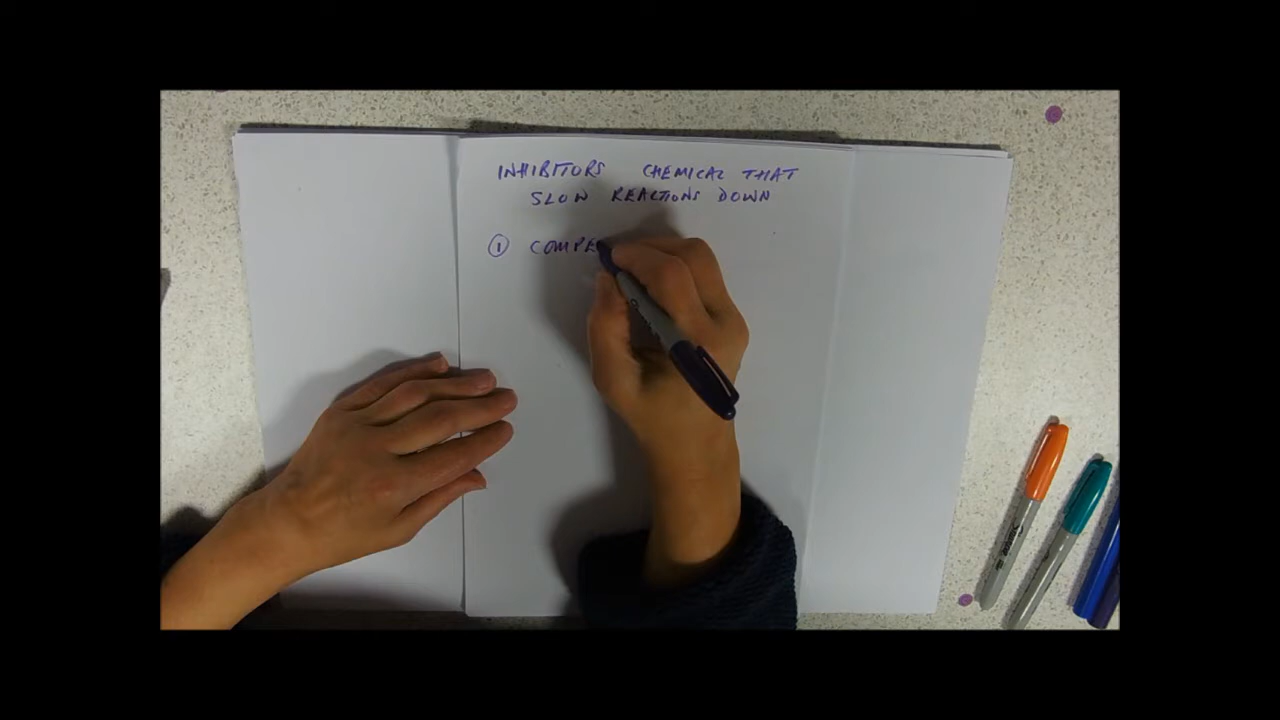 INHIBITORS CHEMICAL THAT
SLOW REACTIONS DOWN
① COMPE